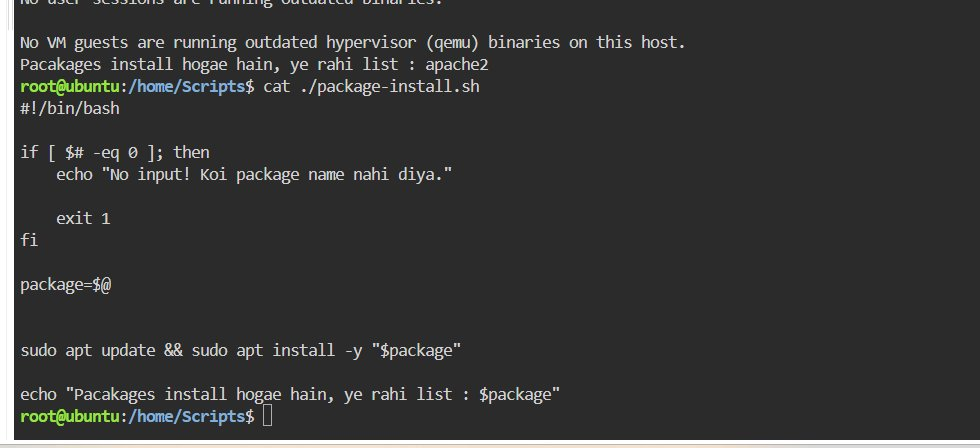 No user sessions are running outdated binaries.
No VM guests are running outdated hypervisor (qemu) binaries on this host.
Pacakages install hogae hain, ye rahi list : apache2
root@ubuntu:/home/Scripts$ cat ./package-install.sh
#!/bin/bash
if [ $# -eq 0 ]; then
    echo "No input! Koi package name nahi diya."
    exit 1
fi
package=$@
sudo apt update && sudo apt install -y "$package"
echo "Pacakages install hogae hain, ye rahi list : $package"
root@ubuntu:/home/Scripts$